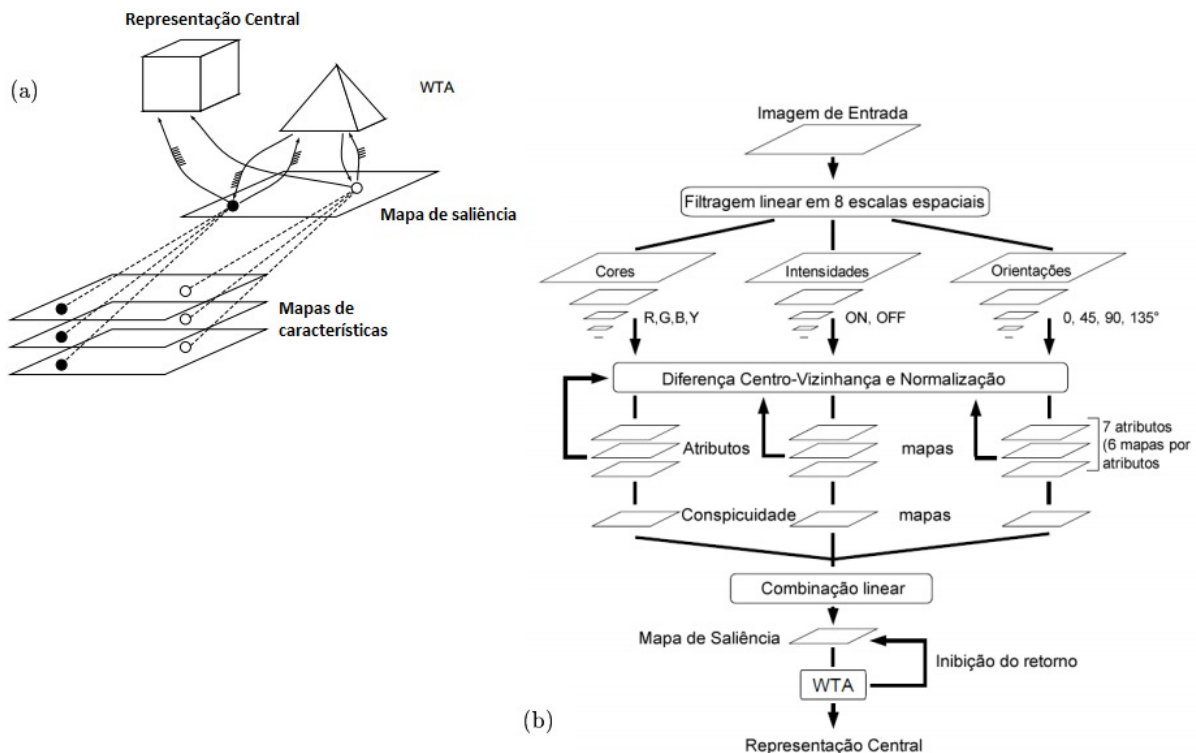 Representação Central
(a)
WTA
Mapa de saliência
Mapas de
característifcas
Imagem de Entrada
Filtragem linear em 8 escalas espaciais
Cores
Intensidades
Orientações
R,G,B,Y
ON, OFF
0, 45, 90, 135°
Diferença Centro-Vizinhança e Normalização
Atributos
mapas
7 atributos
(6 mapas por
atributos
Conspicuidade
mapas
Combinação linear
Mapa de Saliência
Inibição do retorno
WTA
(b)
Representação Central